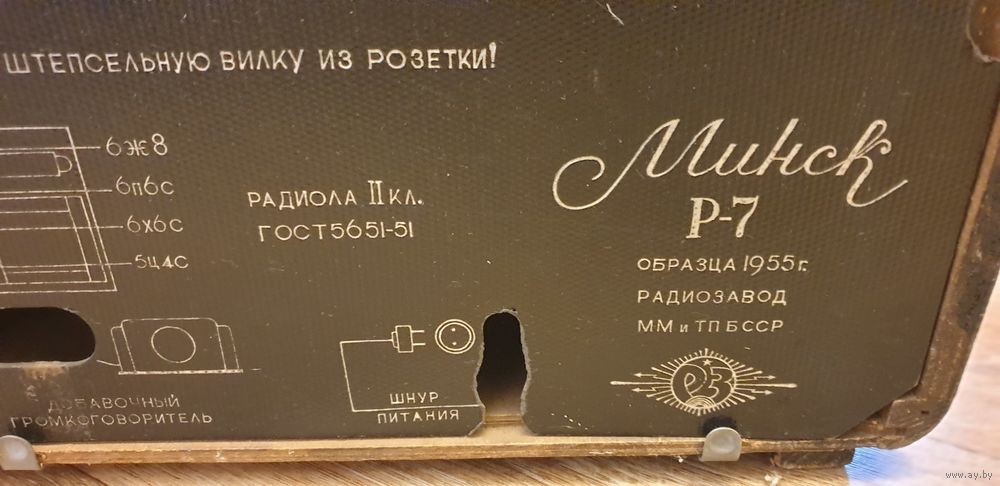 ШТЕПСЕЛЬНУЮ ВИЛКУ ИЗ РОЗЕТКИ!
6Ж8
6П6С
6Х6С
5Ц4С
РАДИОЛА II КЛ.
ГОСТ 5651-51
Минск
Р-7
ОБРАЗЦА 1955 г.
РАДИОЗАВОД
ММ и ТП БССР
РЗ
ДОБАВОЧНЫЙ
ГРОМКОГОВОРИТЕЛЬ
ШНУР
ПИТАНИЯ
www.ay.by